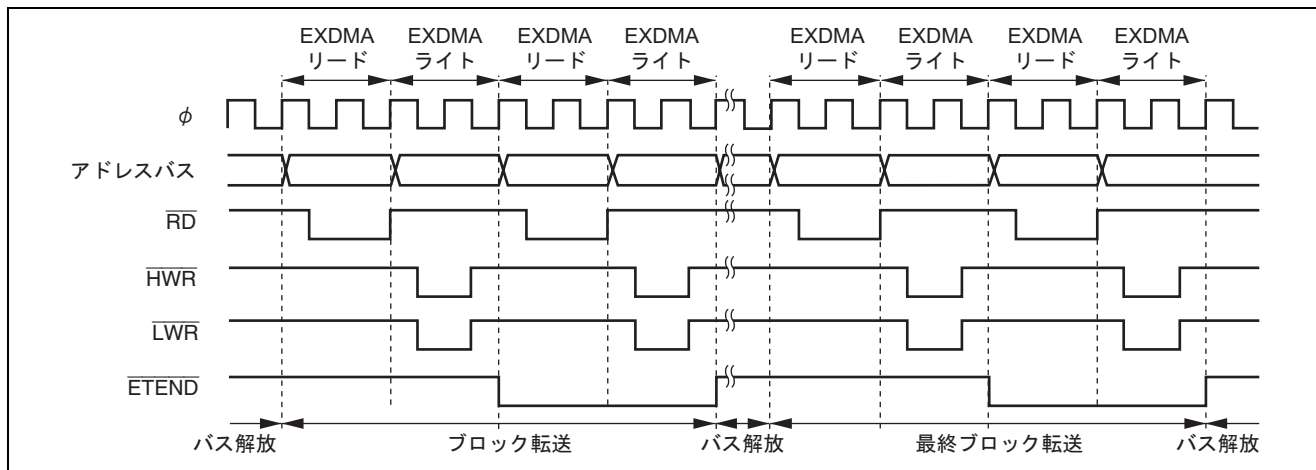 EXDMA EXDMA EXDMA EXDMA EXDMA EXDMA EXDMA EXDMA
リード ライト リード ライト リード ライト リード ライト
φ
アドレスバス
RD
HWR
LWR
ETEND
バス解放 ブロック転送 バス解放 最終ブロック転送 バス解放